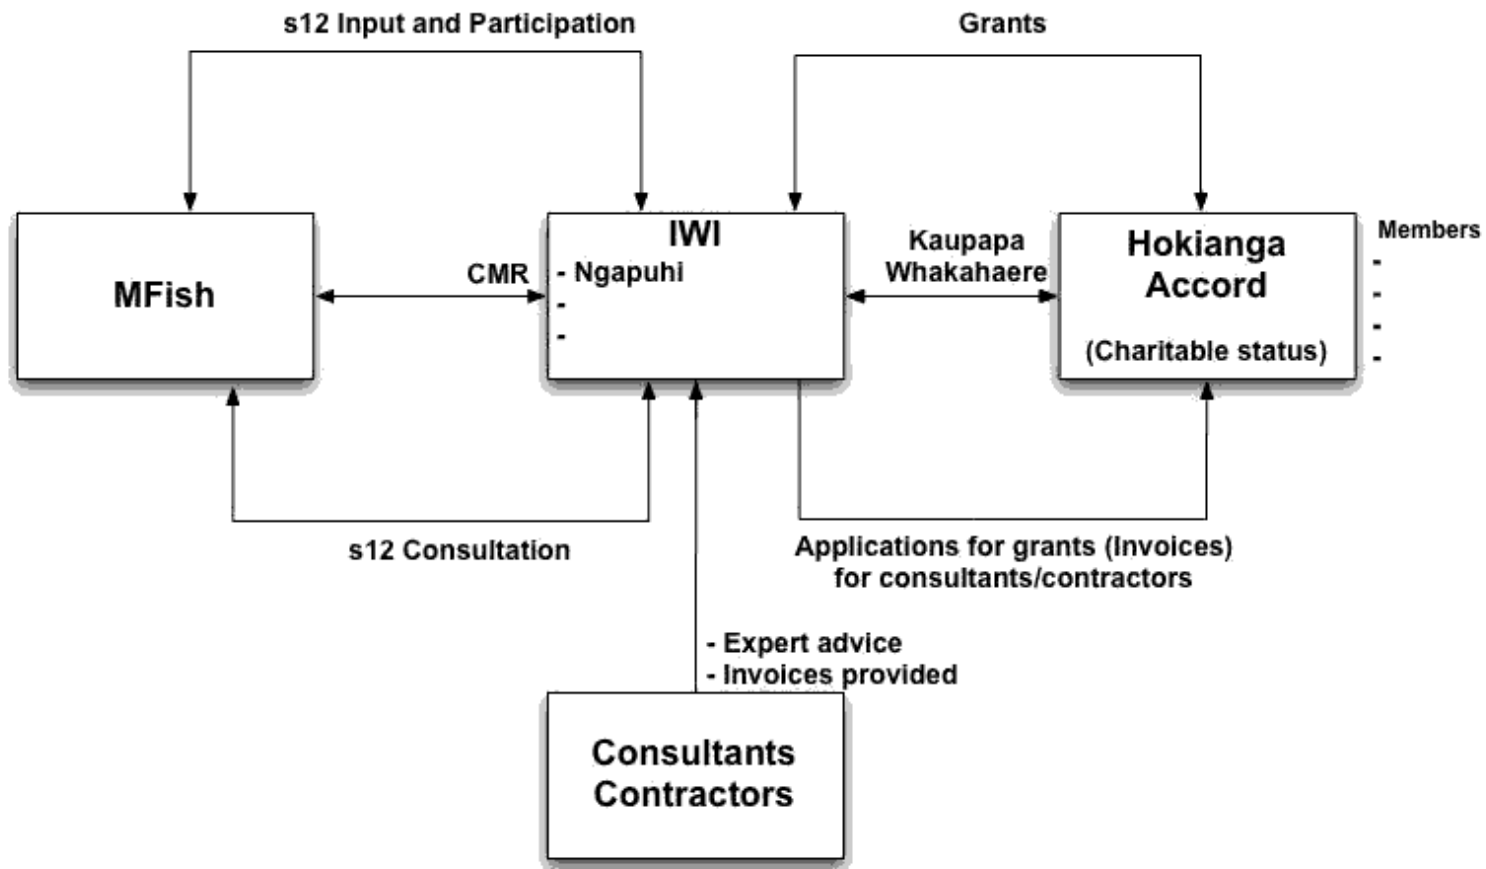 s12 Input and Participation
Grants
MFish
CMR
IWI
- Ngapuhi
-
-
Kaupapa
Whakahaere
Hokianga
Accord
(Charitable status)
Members
-
-
-
-
s12 Consultation
Applications for grants (Invoices)
for consultants/contractors
- Expert advice
- Invoices provided
Consultants
Contractors